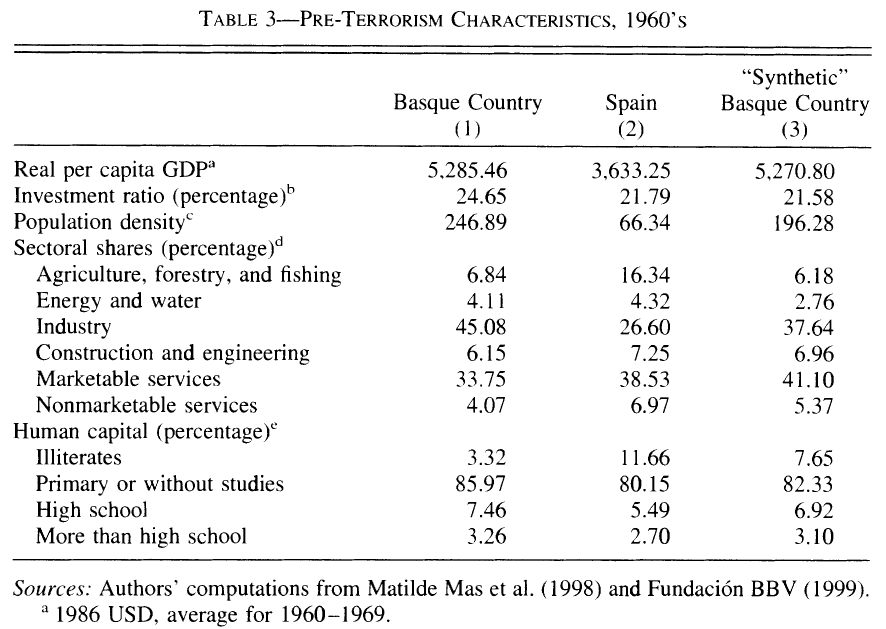 TABLE 3—PRE-TERRORISM CHARACTERISTICS, 1960'S
"Synthetic"
Basque Country Spain Basque Country
(1) (2) (3)
Real per capita GDPᵃ 5,285.46 3,633.25 5,270.80
Investment ratio (percentage)ᵇ 24.65 21.79 21.58
Population densityᶜ 246.89 66.34 196.28
Sectoral shares (percentage)ᵈ
Agriculture, forestry, and fishing 6.84 16.34 6.18
Energy and water 4.11 4.32 2.76
Industry 45.08 26.60 37.64
Construction and engineering 6.15 7.25 6.96
Marketable services 33.75 38.53 41.10
Nonmarketable services 4.07 6.97 5.37
Human capital (percentage)ᵉ
Illiterates 3.32 11.66 7.65
Primary or without studies 85.97 80.15 82.33
High school 7.46 5.49 6.92
More than high school 3.26 2.70 3.10
Sources: Authors' computations from Matilde Mas et al. (1998) and Fundación BBV (1999).
ᵃ 1986 USD, average for 1960–1969.